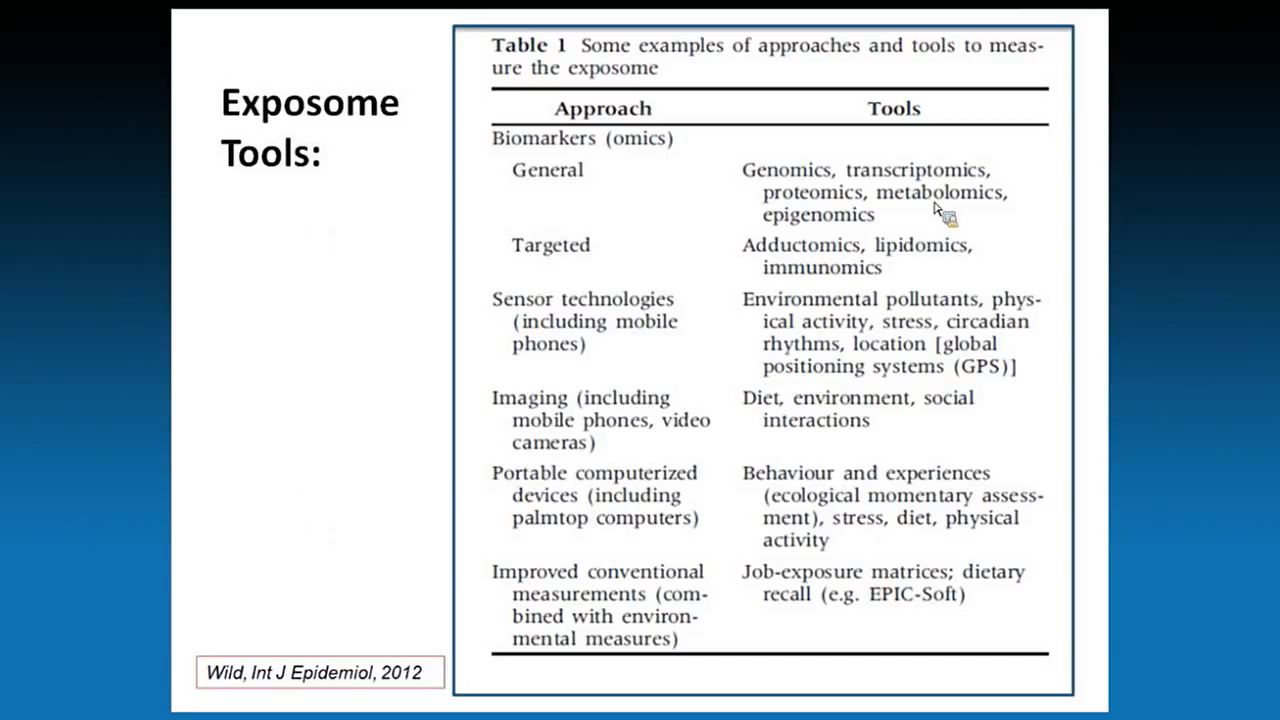 Exposome
Tools:
Table 1 Some examples of approaches and tools to meas-
ure the exposome
Approach Tools
Biomarkers (omics)
General Genomics, transcriptomics,
proteomics, metabolomics,
epigenomics
Targeted Adductomics, lipidomics,
immunomics
Sensor technologies Environmental pollutants, phys-
(including mobile ical activity, stress, circadian
phones) rhythms, location [global
positioning systems (GPS)]
Imaging (including Diet, environment, social
mobile phones, video interactions
cameras)
Portable computerized Behaviour and experiences
devices (including (ecological momentary assess-
palmtop computers) ment), stress, diet, physical
activity
Improved conventional Job-exposure matrices; dietary
measurements (com- recall (e.g. EPIC-Soft)
bined with environ-
mental measures)
Wild, Int J Epidemiol, 2012